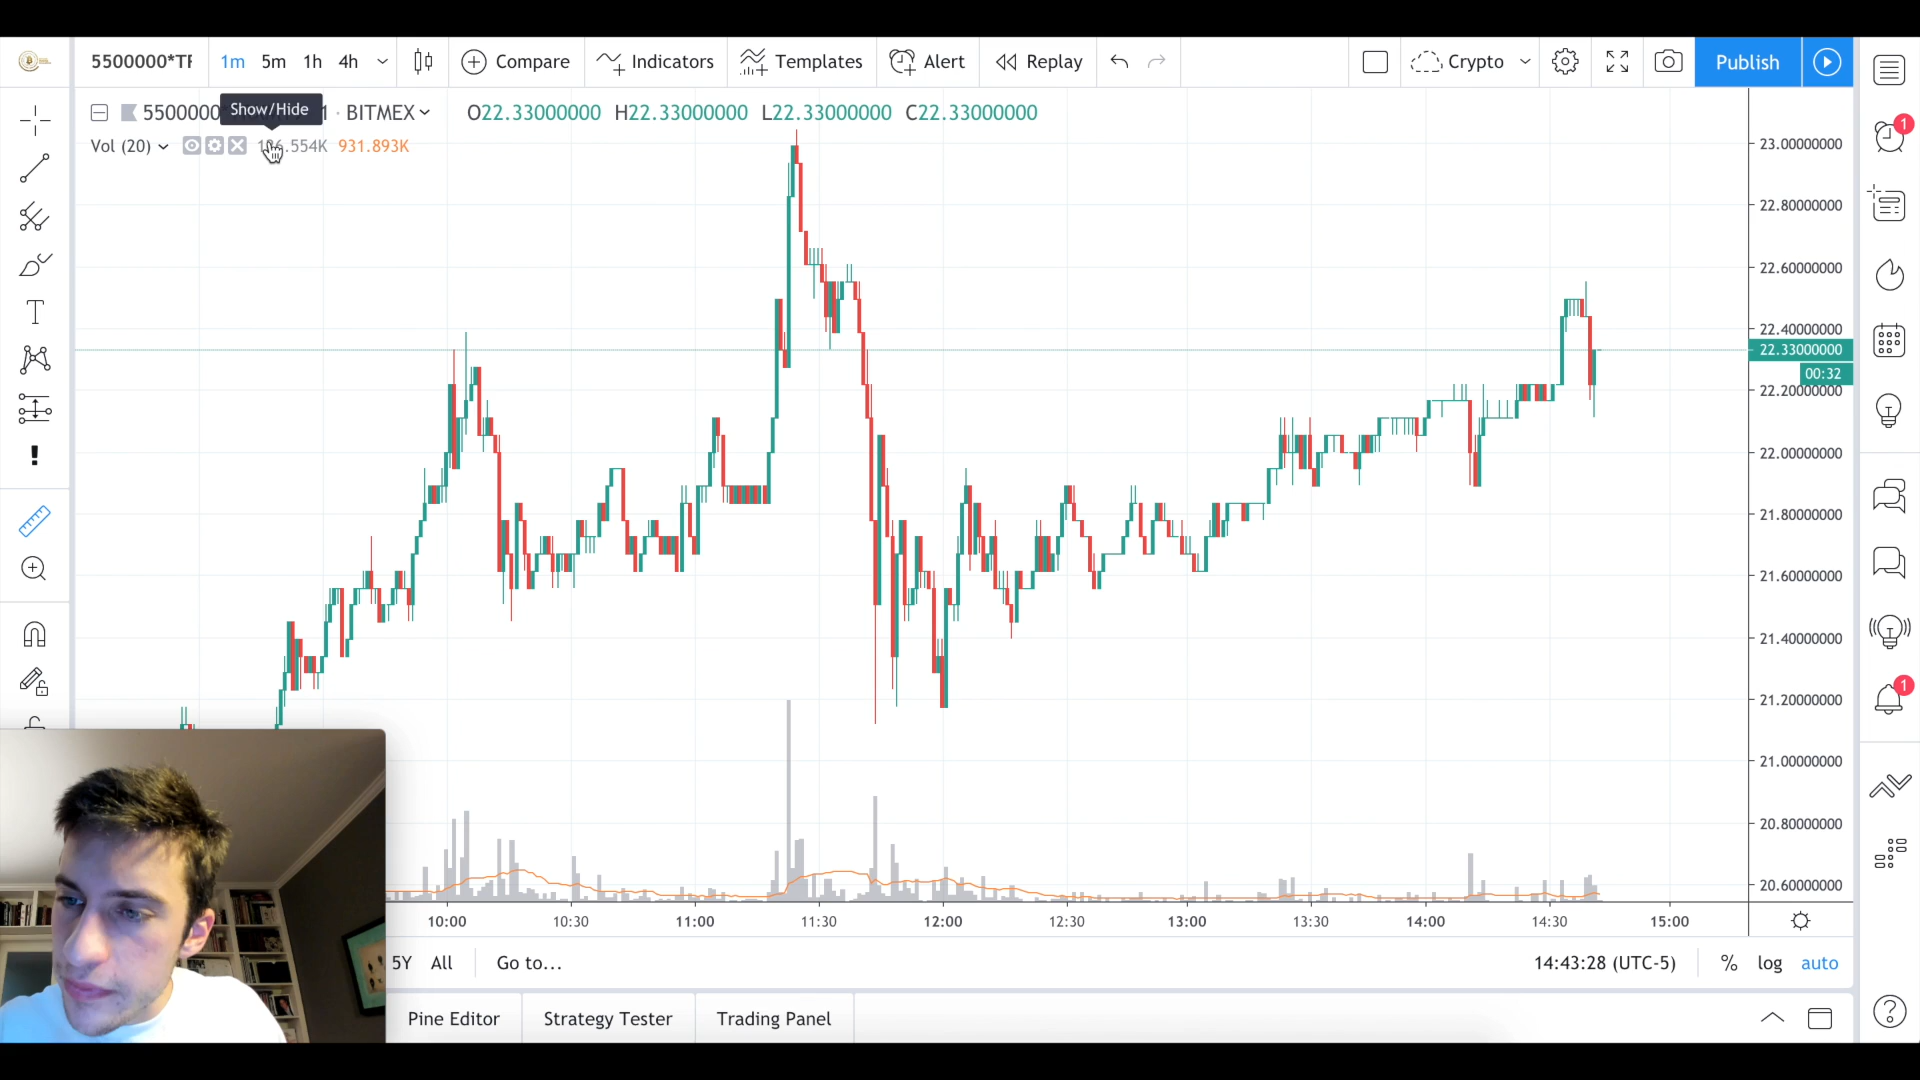 5500000*TF 1m 5m 1h 4h Compare Indicators Templates Alert Replay Crypto Publish
5500000 Show/Hide 1 · BITMEX O22.33000000 H22.33000000 L22.33000000 C22.33000000
1
Vol (20) .554K 931.893K
23.00000000
22.80000000
22.60000000
22.40000000
22.33000000
00:32
22.20000000
22.00000000
21.80000000
21.60000000
21.40000000
1
21.20000000
21.00000000
20.80000000
20.60000000
10:00 10:30 11:00 11:30 12:00 12:30 13:00 13:30 14:00 14:30 15:00
5Y All Go to... 14:43:28 (UTC-5) % log auto
Pine Editor Strategy Tester Trading Panel